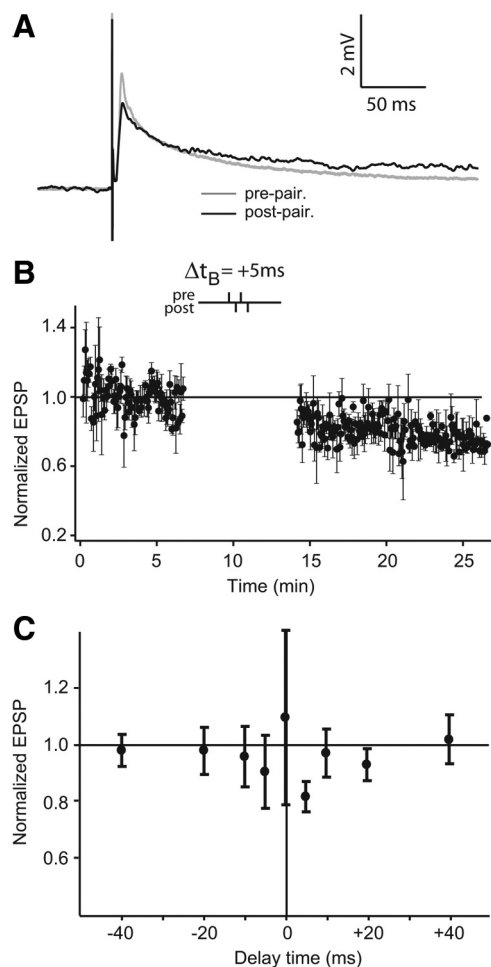 A
2 mV
50 ms
pre-pair.
post-pair.
B
Δt_B = +5ms
pre
post
Normalized EPSP
1.4
1.0
0.6
0.2
0 5 10 15 20 25
Time (min)
C
Normalized EPSP
1.2
1.0
0.8
0.6
-40 -20 0 +20 +40
Delay time (ms)